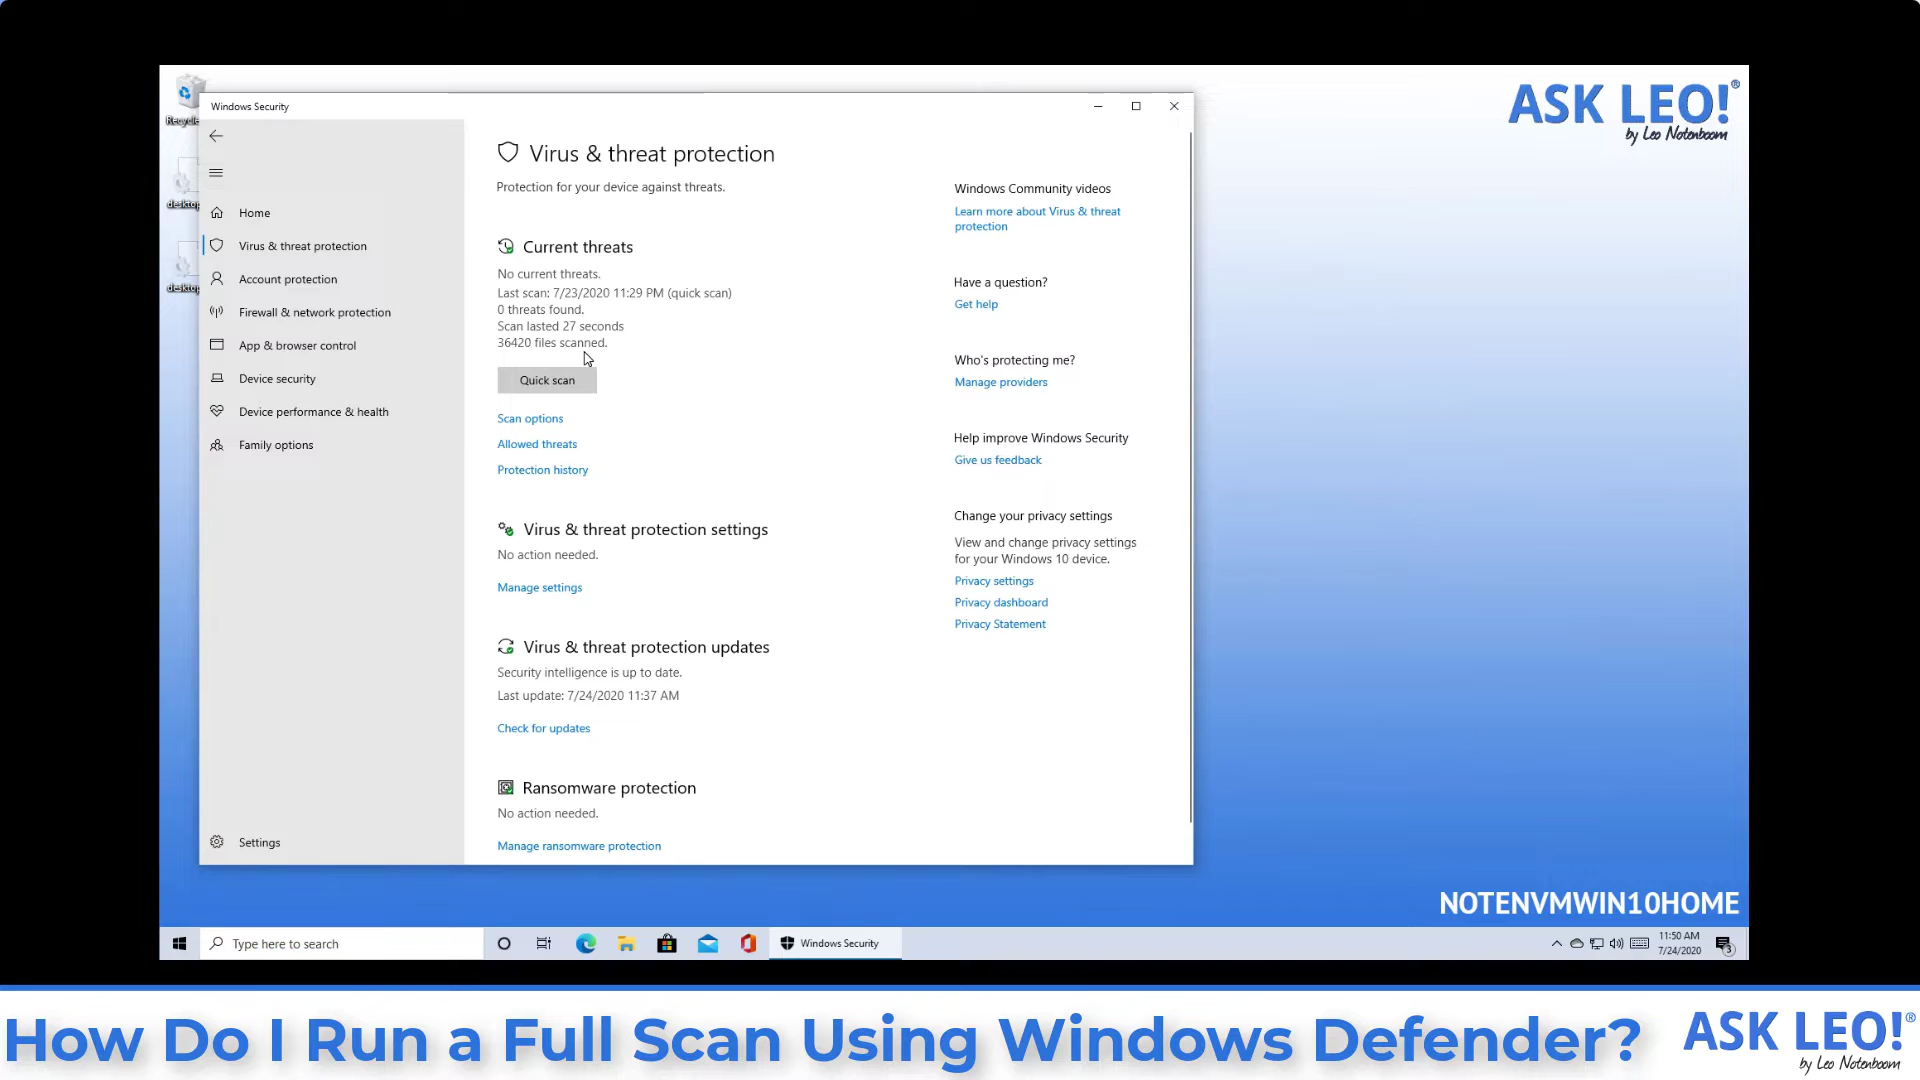 ASK LEO!®
by Leo Notenboom
Recycle
desktop
desktop
Windows Security
Home
Virus & threat protection
Account protection
Firewall & network protection
App & browser control
Device security
Device performance & health
Family options
Settings
Virus & threat protection
Protection for your device against threats.
Current threats
No current threats.
Last scan: 7/23/2020 11:29 PM (quick scan)
0 threats found.
Scan lasted 27 seconds
36420 files scanned.
Quick scan
Scan options
Allowed threats
Protection history
Virus & threat protection settings
No action needed.
Manage settings
Virus & threat protection updates
Security intelligence is up to date.
Last update: 7/24/2020 11:37 AM
Check for updates
Ransomware protection
No action needed.
Manage ransomware protection
Windows Community videos
Learn more about Virus & threat
protection
Have a question?
Get help
Who's protecting me?
Manage providers
Help improve Windows Security
Give us feedback
Change your privacy settings
View and change privacy settings
for your Windows 10 device.
Privacy settings
Privacy dashboard
Privacy Statement
NOTENVMWIN10HOME
Type here to search
Windows Security
11:50 AM
7/24/2020
3
How Do I Run a Full Scan Using Windows Defender?
ASK LEO!®
by Leo Notenboom